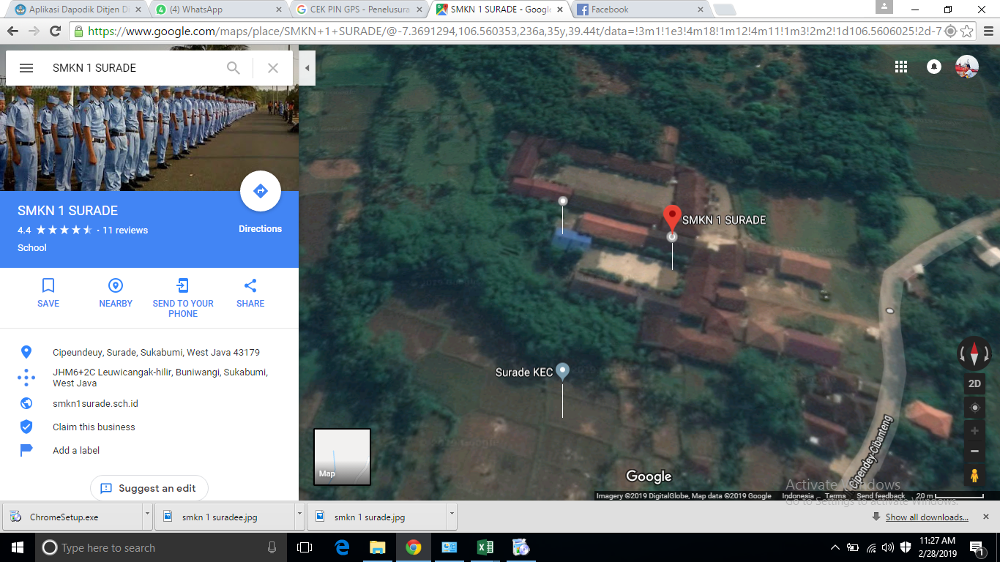 Aplikasi Dapodik Ditjen Di
(4) WhatsApp
CEK PIN GPS - Penelusura
SMKN 1 SURADE - Google
Facebook
https://www.google.com/maps/place/SMKN+1+SURADE/@-7.3691294,106.560353,236a,35y,39.44t/data=!3m1!1e3!4m18!1m12!4m11!1m3!2m2!1d106.5606025!2d-7
SMKN 1 SURADE
SMKN 1 SURADE
4.4 · 11 reviews
School
Directions
SAVE
NEARBY
SEND TO YOUR PHONE
SHARE
Cipeundeuy, Surade, Sukabumi, West Java 43179
JHM6+2C Leuwicangak-hilir, Buniwangi, Sukabumi,
West Java
smkn1surade.sch.id
Claim this business
Add a label
Suggest an edit
SMKN 1 SURADE
Surade KEC
Cipendey-Cibanteng
2D
Map
Google
Activate Windows
Go to Settings to activate Windows.
Imagery ©2019 DigitalGlobe, Map data ©2019 Google Indonesia Terms Send feedback 20 m
ChromeSetup.exe
smkn 1 suradee.jpg
smkn 1 surade.jpg
Show all downloads...
Type here to search
11:27 AM
2/28/2019
1